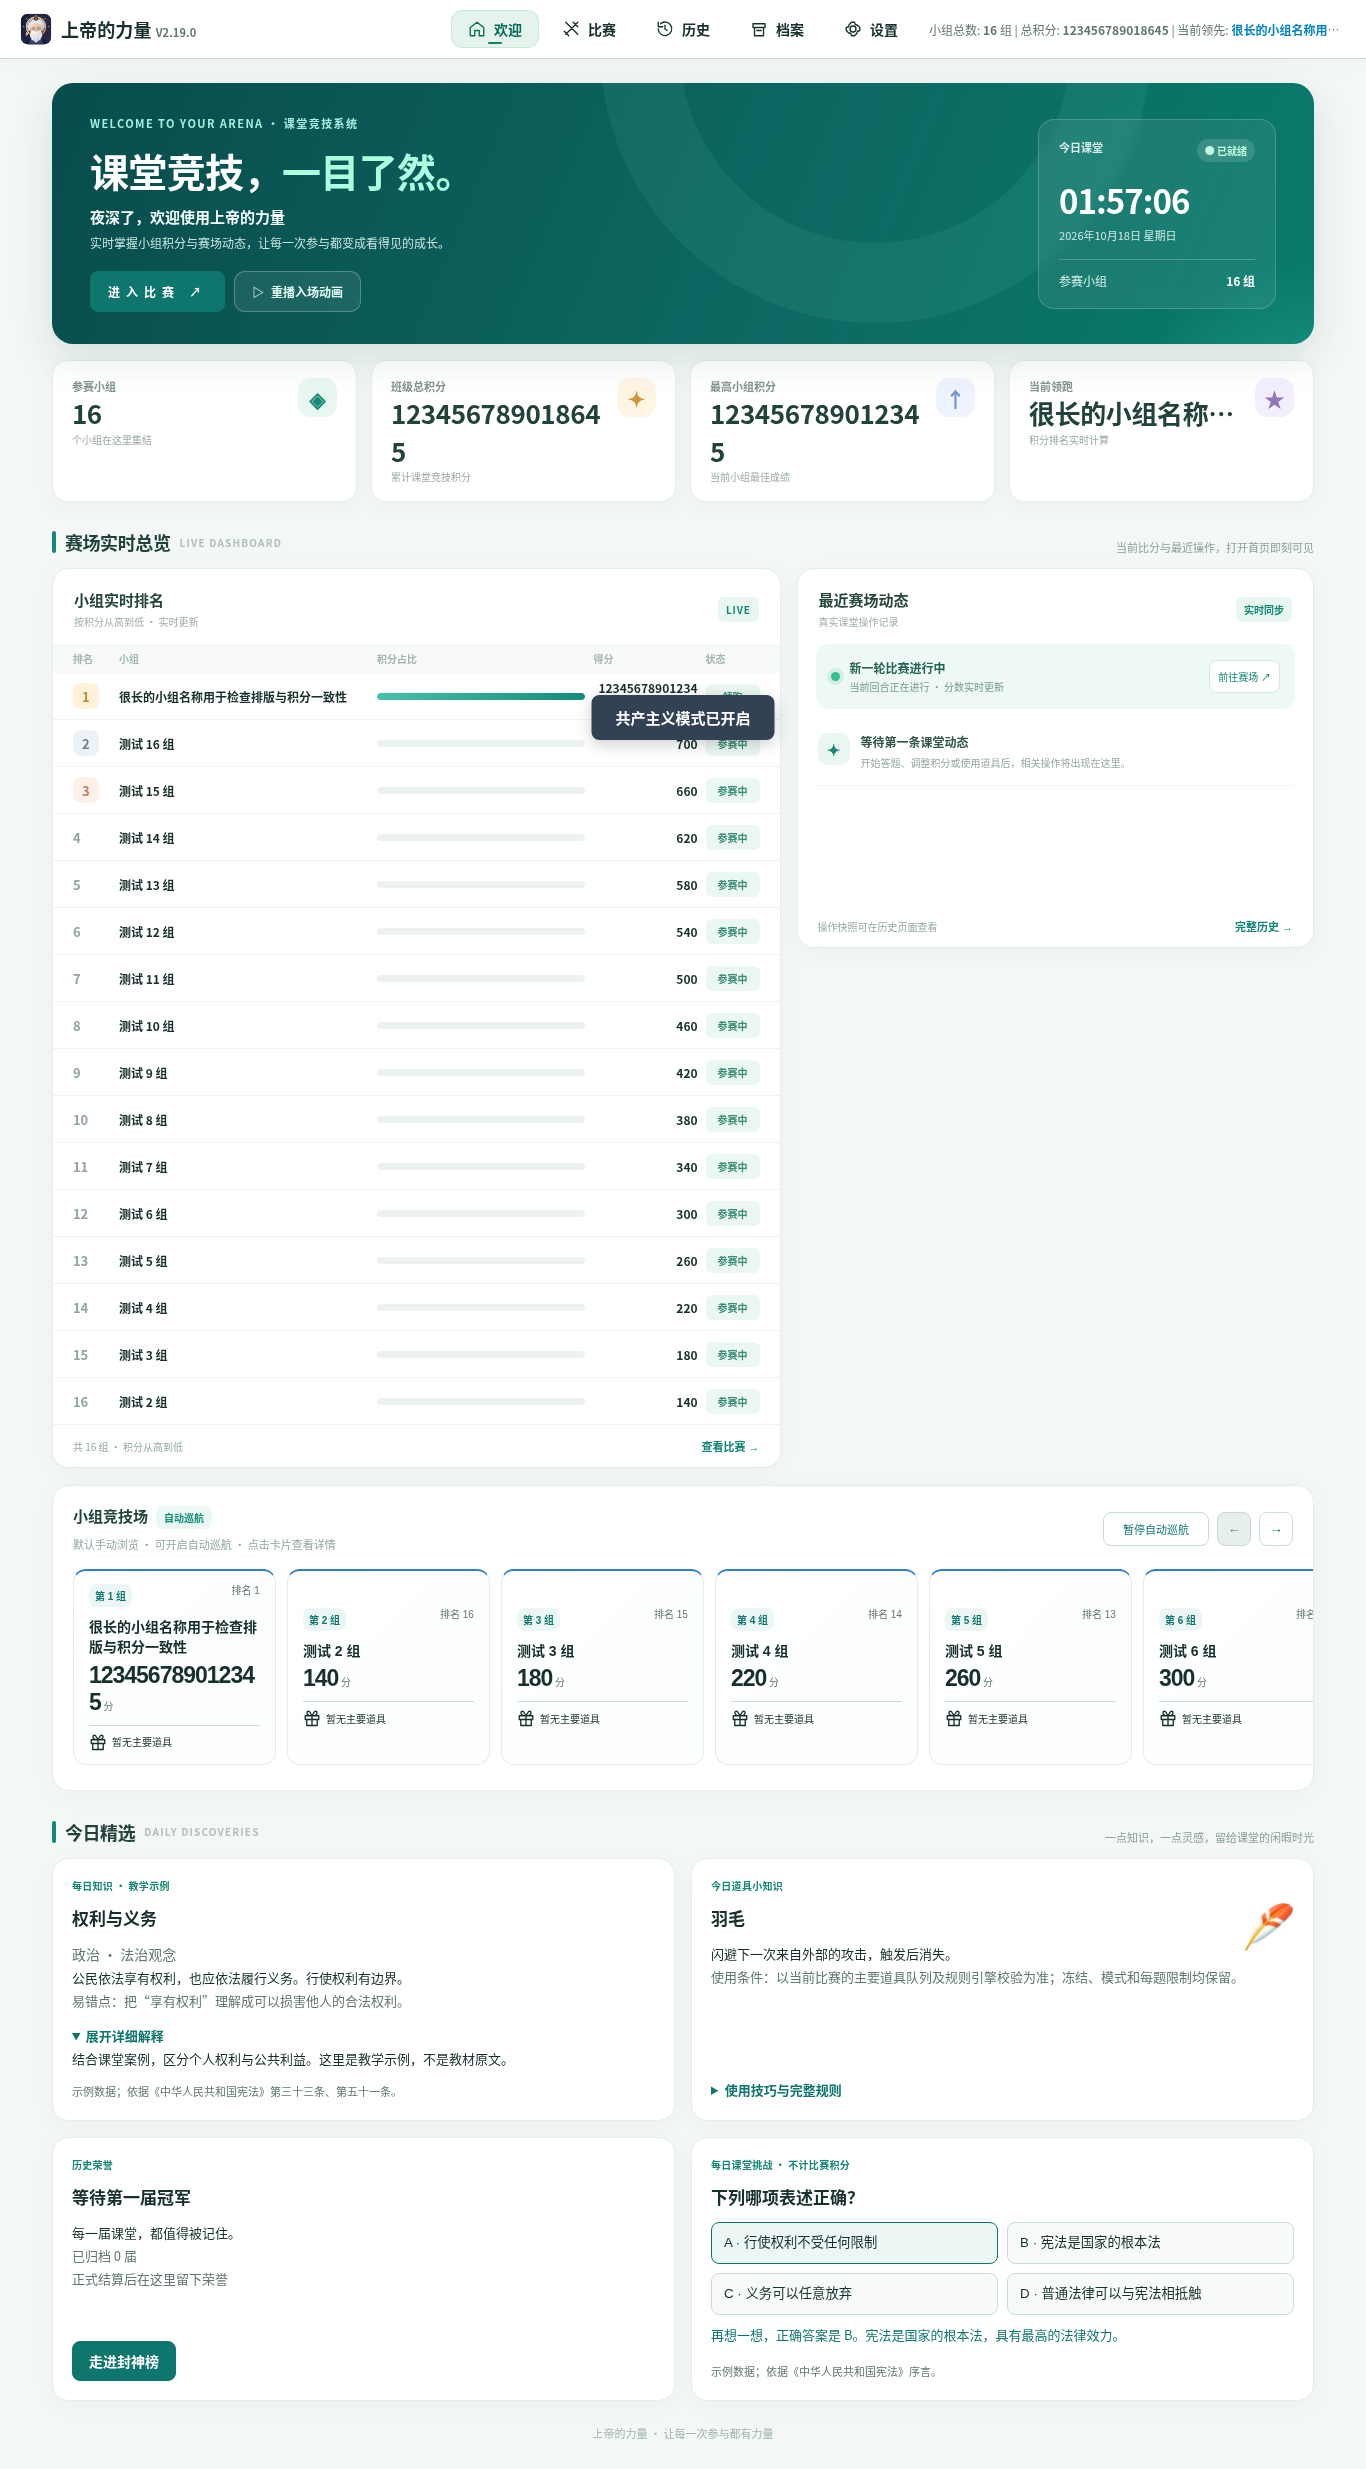 上帝的力量 V2.19.0
欢迎
比赛
历史
档案
设置
小组总数: 16 组 | 总积分: 123456789018645 | 当前领先: 很长的小组名称用…
WELCOME TO YOUR ARENA · 课堂竞技系统
课堂竞技，一目了然。
夜深了，欢迎使用上帝的力量
实时掌握小组积分与赛场动态，让每一次参与都变成看得见的成长。
进入比赛 ↗
▷ 重播入场动画
今日课堂
已就绪
01:57:06
2026年10月18日 星期日
参赛小组
16 组
参赛小组
16
个小组在这里集结
班级总积分
12345678901864
5
累计课堂竞技积分
最高小组积分
12345678901234
5
当前小组最佳成绩
当前领跑
很长的小组名称…
积分排名实时计算
赛场实时总览 LIVE DASHBOARD
当前比分与最近操作，打开首页即刻可见
小组实时排名
按积分从高到低 · 实时更新
LIVE
排名 小组 积分占比 得分 状态
1 很长的小组名称用于检查排版与积分一致性 12345678901234
共产主义模式已开启
2 测试 16 组 700 参赛中
3 测试 15 组 660 参赛中
4 测试 14 组 620 参赛中
5 测试 13 组 580 参赛中
6 测试 12 组 540 参赛中
7 测试 11 组 500 参赛中
8 测试 10 组 460 参赛中
9 测试 9 组 420 参赛中
10 测试 8 组 380 参赛中
11 测试 7 组 340 参赛中
12 测试 6 组 300 参赛中
13 测试 5 组 260 参赛中
14 测试 4 组 220 参赛中
15 测试 3 组 180 参赛中
16 测试 2 组 140 参赛中
共 16 组 · 积分从高到低
查看比赛 →
最近赛场动态
真实课堂操作记录
实时同步
新一轮比赛进行中
当前回合正在进行 · 分数实时更新
前往赛场 ↗
等待第一条课堂动态
开始答题、调整积分或使用道具后，相关操作将出现在这里。
操作快照可在历史页面查看
完整历史 →
小组竞技场 自动巡航
默认手动浏览 · 可开启自动巡航 · 点击卡片查看详情
暂停自动巡航
←
→
第 1 组 排名 1
很长的小组名称用于检查排
版与积分一致性
12345678901234
5 分
暂无主要道具
第 2 组 排名 16
测试 2 组
140 分
暂无主要道具
第 3 组 排名 15
测试 3 组
180 分
暂无主要道具
第 4 组 排名 14
测试 4 组
220 分
暂无主要道具
第 5 组 排名 13
测试 5 组
260 分
暂无主要道具
第 6 组 排名
测试 6 组
300 分
暂无主要道具
今日精选 DAILY DISCOVERIES
一点知识，一点灵感，留给课堂的闲暇时光
每日知识 · 教学示例
权利与义务
政治 · 法治观念
公民依法享有权利，也应依法履行义务。行使权利有边界。
易错点：把“享有权利”理解成可以损害他人的合法权利。
▼ 展开详细解释
结合课堂案例，区分个人权利与公共利益。这里是教学示例，不是教材原文。
示例数据；依据《中华人民共和国宪法》第三十三条、第五十一条。
今日道具小知识
羽毛
闪避下一次来自外部的攻击，触发后消失。
使用条件：以当前比赛的主要道具队列及规则引擎校验为准；冻结、模式和每题限制均保留。
▶ 使用技巧与完整规则
历史荣誉
等待第一届冠军
每一届课堂，都值得被记住。
已归档 0 届
正式结算后在这里留下荣誉
走进封神榜
每日课堂挑战 · 不计比赛积分
下列哪项表述正确?
A · 行使权利不受任何限制
B · 宪法是国家的根本法
C · 义务可以任意放弃
D · 普通法律可以与宪法相抵触
再想一想，正确答案是 B。宪法是国家的根本法，具有最高的法律效力。
示例数据；依据《中华人民共和国宪法》序言。
上帝的力量 · 让每一次参与都有力量